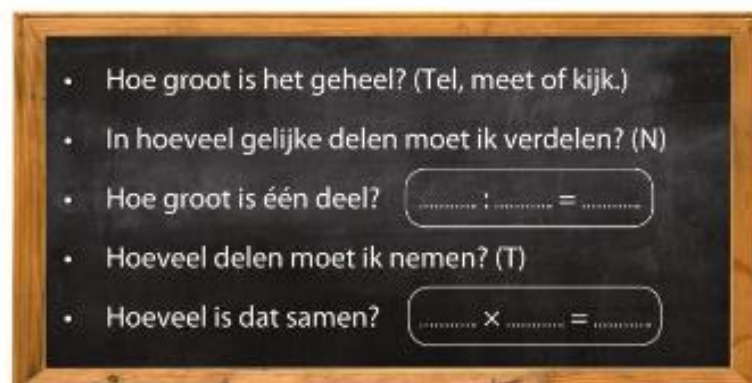 • Hoe groot is het geheel? (Tel, meet of kijk.)
• In hoeveel gelijke delen moet ik verdelen? (N)
• Hoe groot is één deel? ............ : ............ = ............
• Hoeveel delen moet ik nemen? (T)
• Hoeveel is dat samen? ............ × ............ = ............